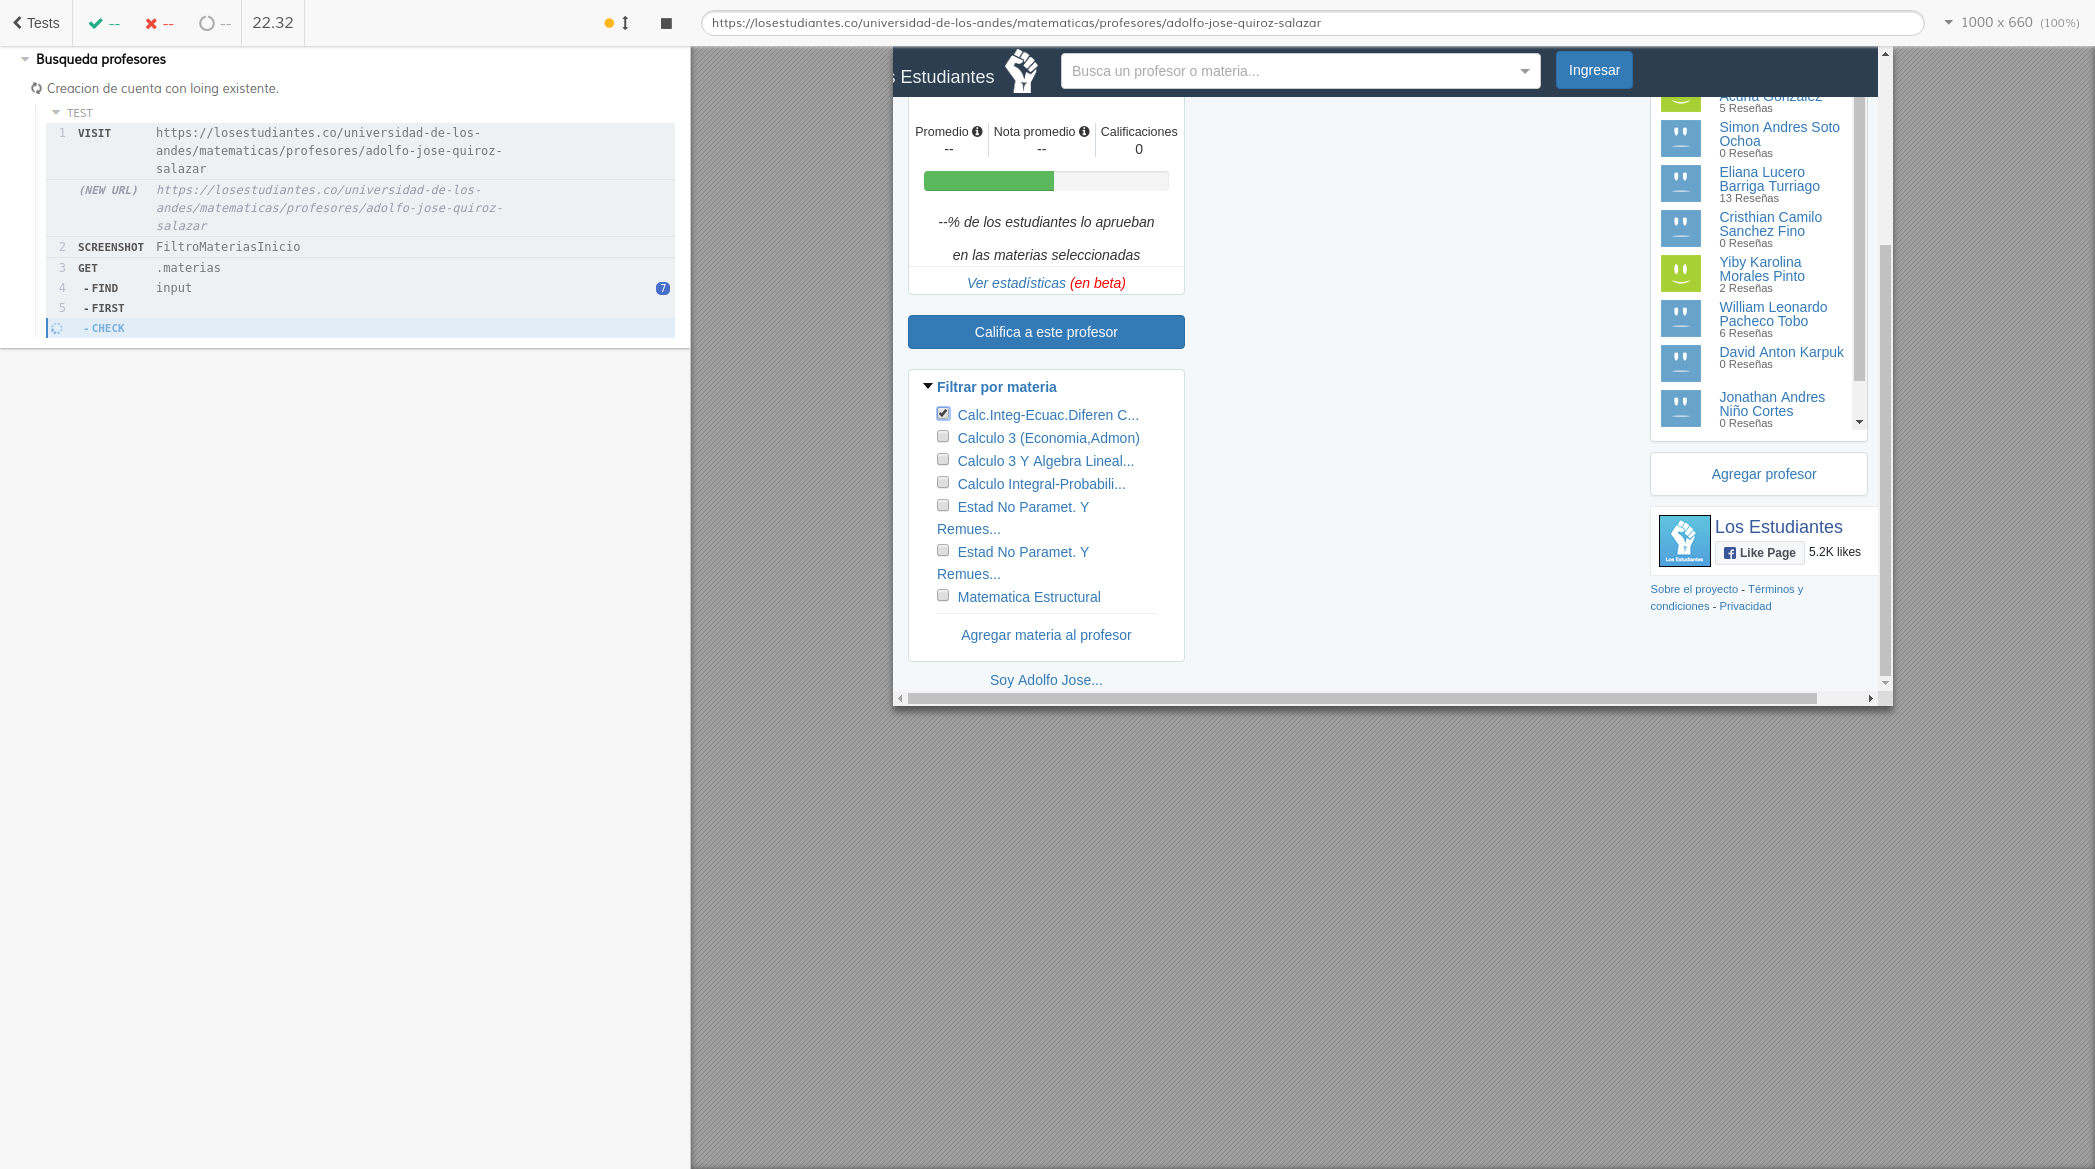 Tests
--
--
--
22.32
https://losestudiantes.co/universidad-de-los-andes/matematicas/profesores/adolfo-jose-quiroz-salazar
1000 x 660 (100%)
Busqueda profesores
Creacion de cuenta con loing existente.
TEST
1 VISIT https://losestudiantes.co/universidad-de-los-
andes/matematicas/profesores/adolfo-jose-quiroz-
salazar
(NEW URL) https://losestudiantes.co/universidad-de-los-
andes/matematicas/profesores/adolfo-jose-quiroz-
salazar
2 SCREENSHOT FiltroMateriasInicio
3 GET .materias
4 - FIND input 7
5 - FIRST
- CHECK
s Estudiantes
Busca un profesor o materia...
Ingresar
Promedio Nota promedio Calificaciones
-- -- 0
--% de los estudiantes lo aprueban
en las materias seleccionadas
Ver estadísticas (en beta)
Califica a este profesor
Filtrar por materia
Calc.Integ-Ecuac.Diferen C...
Calculo 3 (Economia,Admon)
Calculo 3 Y Algebra Lineal...
Calculo Integral-Probabili...
Estad No Paramet. Y
Remues...
Estad No Paramet. Y
Remues...
Matematica Estructural
Agregar materia al profesor
Soy Adolfo Jose...
Acuña González
5 Reseñas
Simon Andres Soto
Ochoa
0 Reseñas
Eliana Lucero
Barriga Turriago
13 Reseñas
Cristhian Camilo
Sanchez Fino
0 Reseñas
Yiby Karolina
Morales Pinto
2 Reseñas
William Leonardo
Pacheco Tobo
6 Reseñas
David Anton Karpuk
0 Reseñas
Jonathan Andres
Niño Cortes
0 Reseñas
Agregar profesor
Los Estudiantes
Los Estudiantes
Like Page 5.2K likes
Sobre el proyecto - Términos y
condiciones - Privacidad